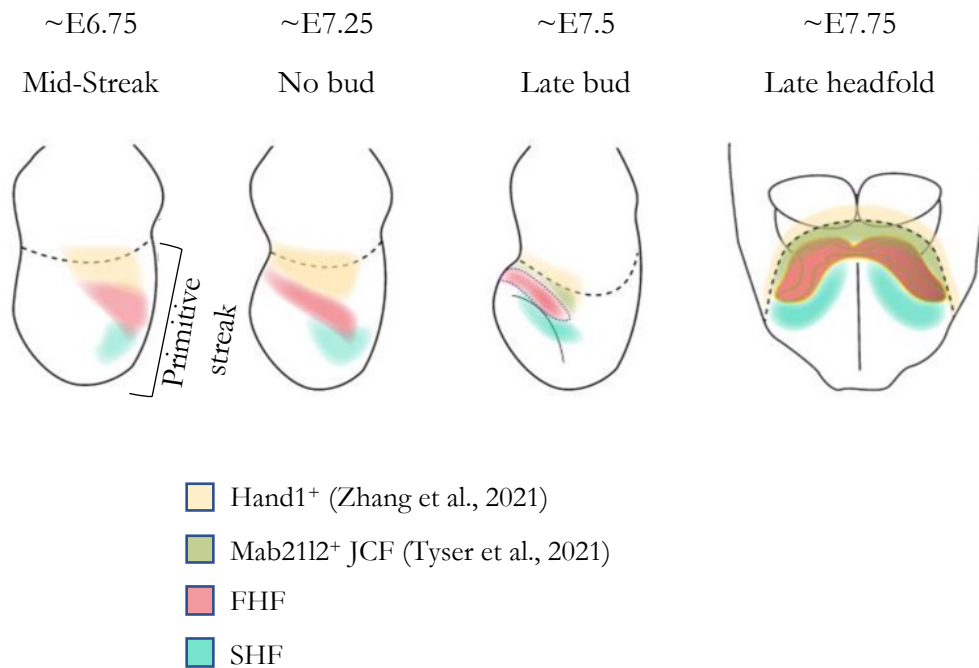 ~E6.75 ~E7.25 ~E7.5 ~E7.75
Mid-Streak No bud Late bud Late headfold
Primitive
streak
Hand1⁺ (Zhang et al., 2021)
Mab21l2⁺ JCF (Tyser et al., 2021)
FHF
SHF